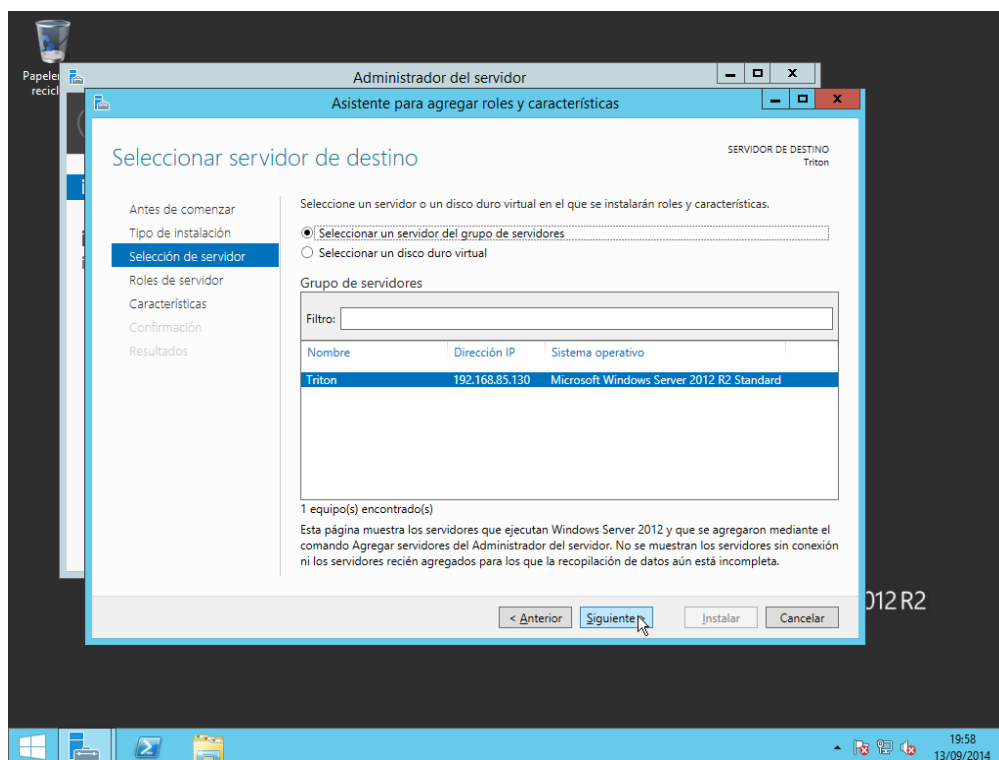 Papele
recicl
Administrador del servidor
Asistente para agregar roles y características
Seleccionar servidor de destino
SERVIDOR DE DESTINO
Triton
Antes de comenzar
Tipo de instalación
Selección de servidor
Roles de servidor
Características
Confirmación
Resultados
Seleccione un servidor o un disco duro virtual en el que se instalarán roles y características.
Seleccionar un servidor del grupo de servidores
Seleccionar un disco duro virtual
Grupo de servidores
Filtro:
Nombre Dirección IP Sistema operativo
Triton 192.168.85.130 Microsoft Windows Server 2012 R2 Standard
1 equipo(s) encontrado(s)
Esta página muestra los servidores que ejecutan Windows Server 2012 y que se agregaron mediante el
comando Agregar servidores del Administrador del servidor. No se muestran los servidores sin conexión
ni los servidores recién agregados para los que la recopilación de datos aún está incompleta.
< Anterior Siguiente Instalar Cancelar
012 R2
19:58
13/09/2014